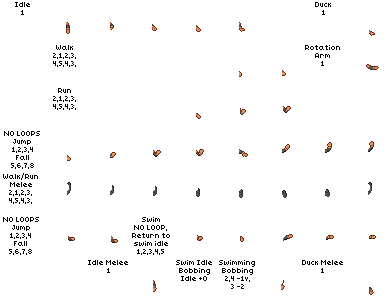 Idle
1
Duck
1
Walk
2,1,2,3,
4,5,4,3,
Rotation
Arm
1
Run
2,1,2,3,
4,5,4,3,
NO LOOPS
Jump
1,2,3,4
Fall
5,6,7,8
Walk/Run
Melee
2,1,2,3,
4,5,4,3,
NO LOOPS
Jump
1,2,3,4
Fall
5,6,7,8
Swim
NO LOOP,
Return to
swim idle
1,2,3,4,5
Idle Melee
1
Swim Idle
Bobbing
Idle +0
Swimming
Bobbing
2,4 -1v,
3 -2
Duck Melee
1